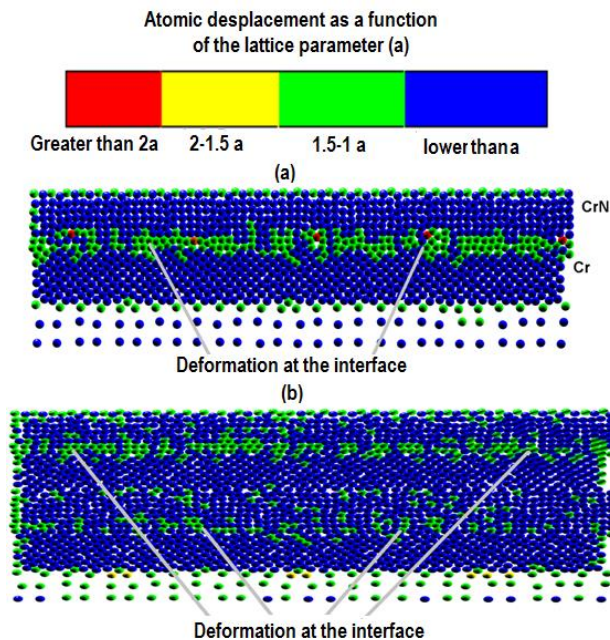 Atomic desplacement as a function
of the lattice parameter (a)
Greater than 2a 2-1.5 a 1.5-1 a lower than a
(a)
CrN
Cr
Deformation at the interface
(b)
Deformation at the interface